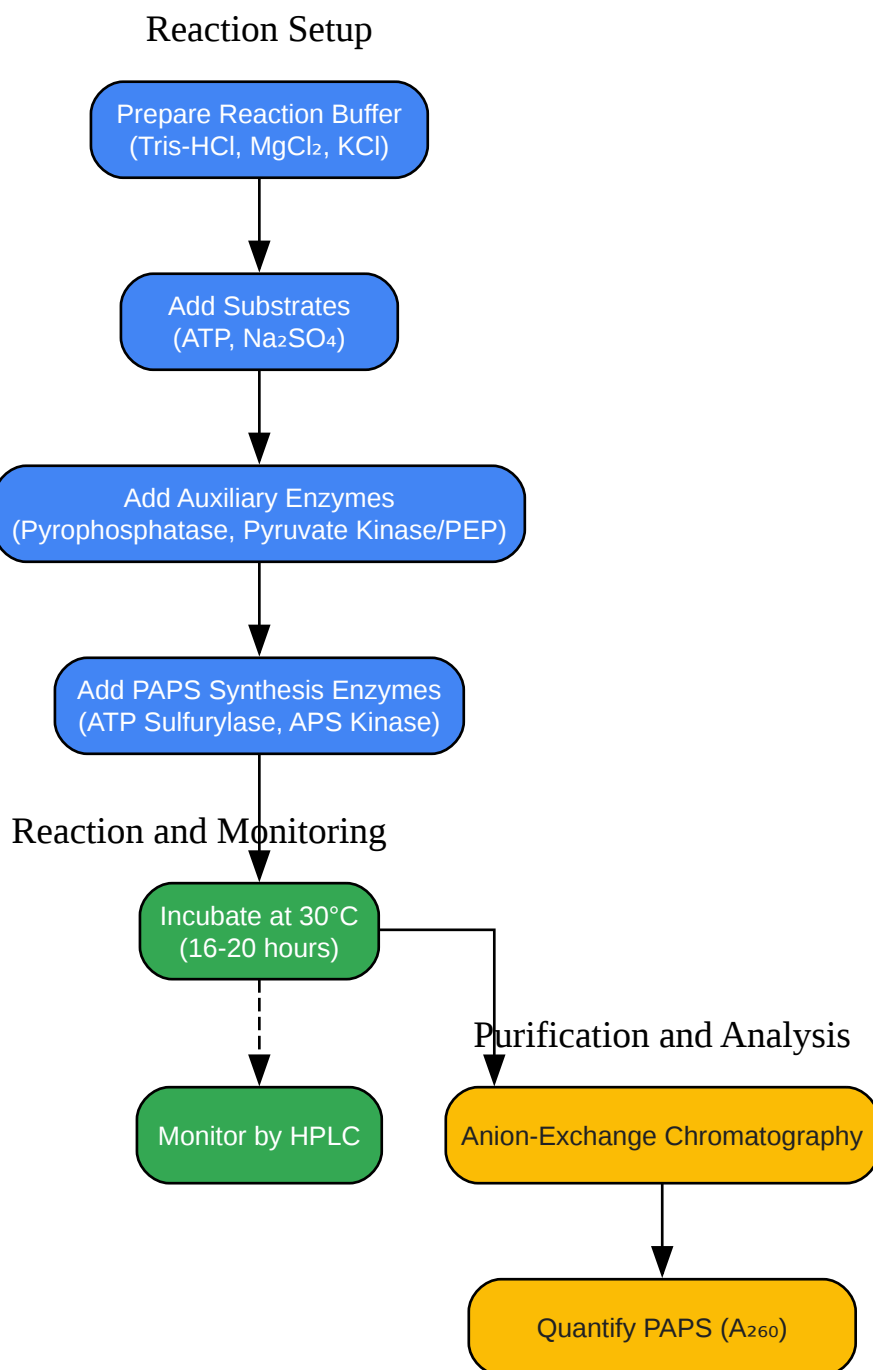 Reaction Setup
Prepare Reaction Buffer
(Tris-HCl, MgCl₂, KCl)
Add Substrates
(ATP, Na₂SO₄)
Add Auxiliary Enzymes
(Pyrophosphatase, Pyruvate Kinase/PEP)
Add PAPS Synthesis Enzymes
(ATP Sulfurylase, APS Kinase)
Reaction and Monitoring
Incubate at 30°C
(16-20 hours)
Monitor by HPLC
Purification and Analysis
Anion-Exchange Chromatography
Quantify PAPS (A₂₆₀)